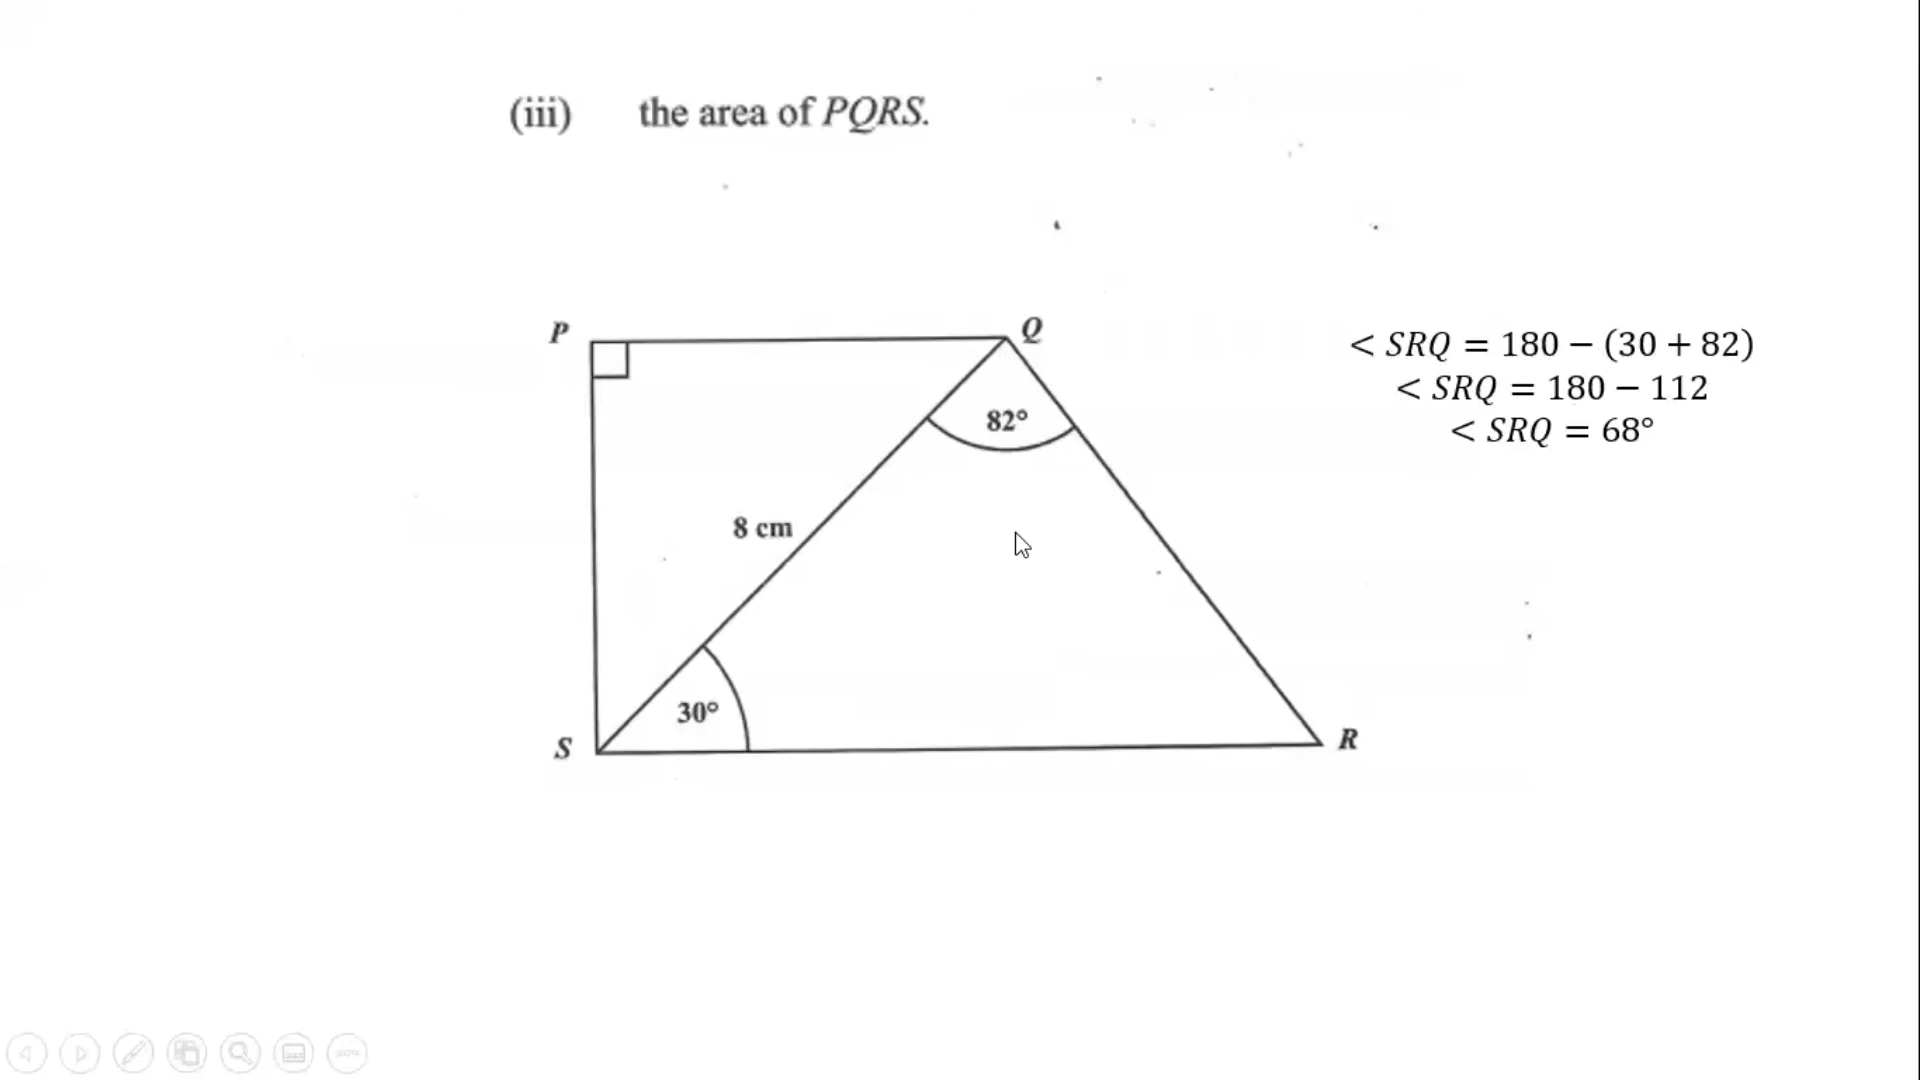 (iii) the area of PQRS.
P
Q
< SRQ = 180 − (30 + 82)
< SRQ = 180 − 112
82°
< SRQ = 68°
8 cm
30°
S
R